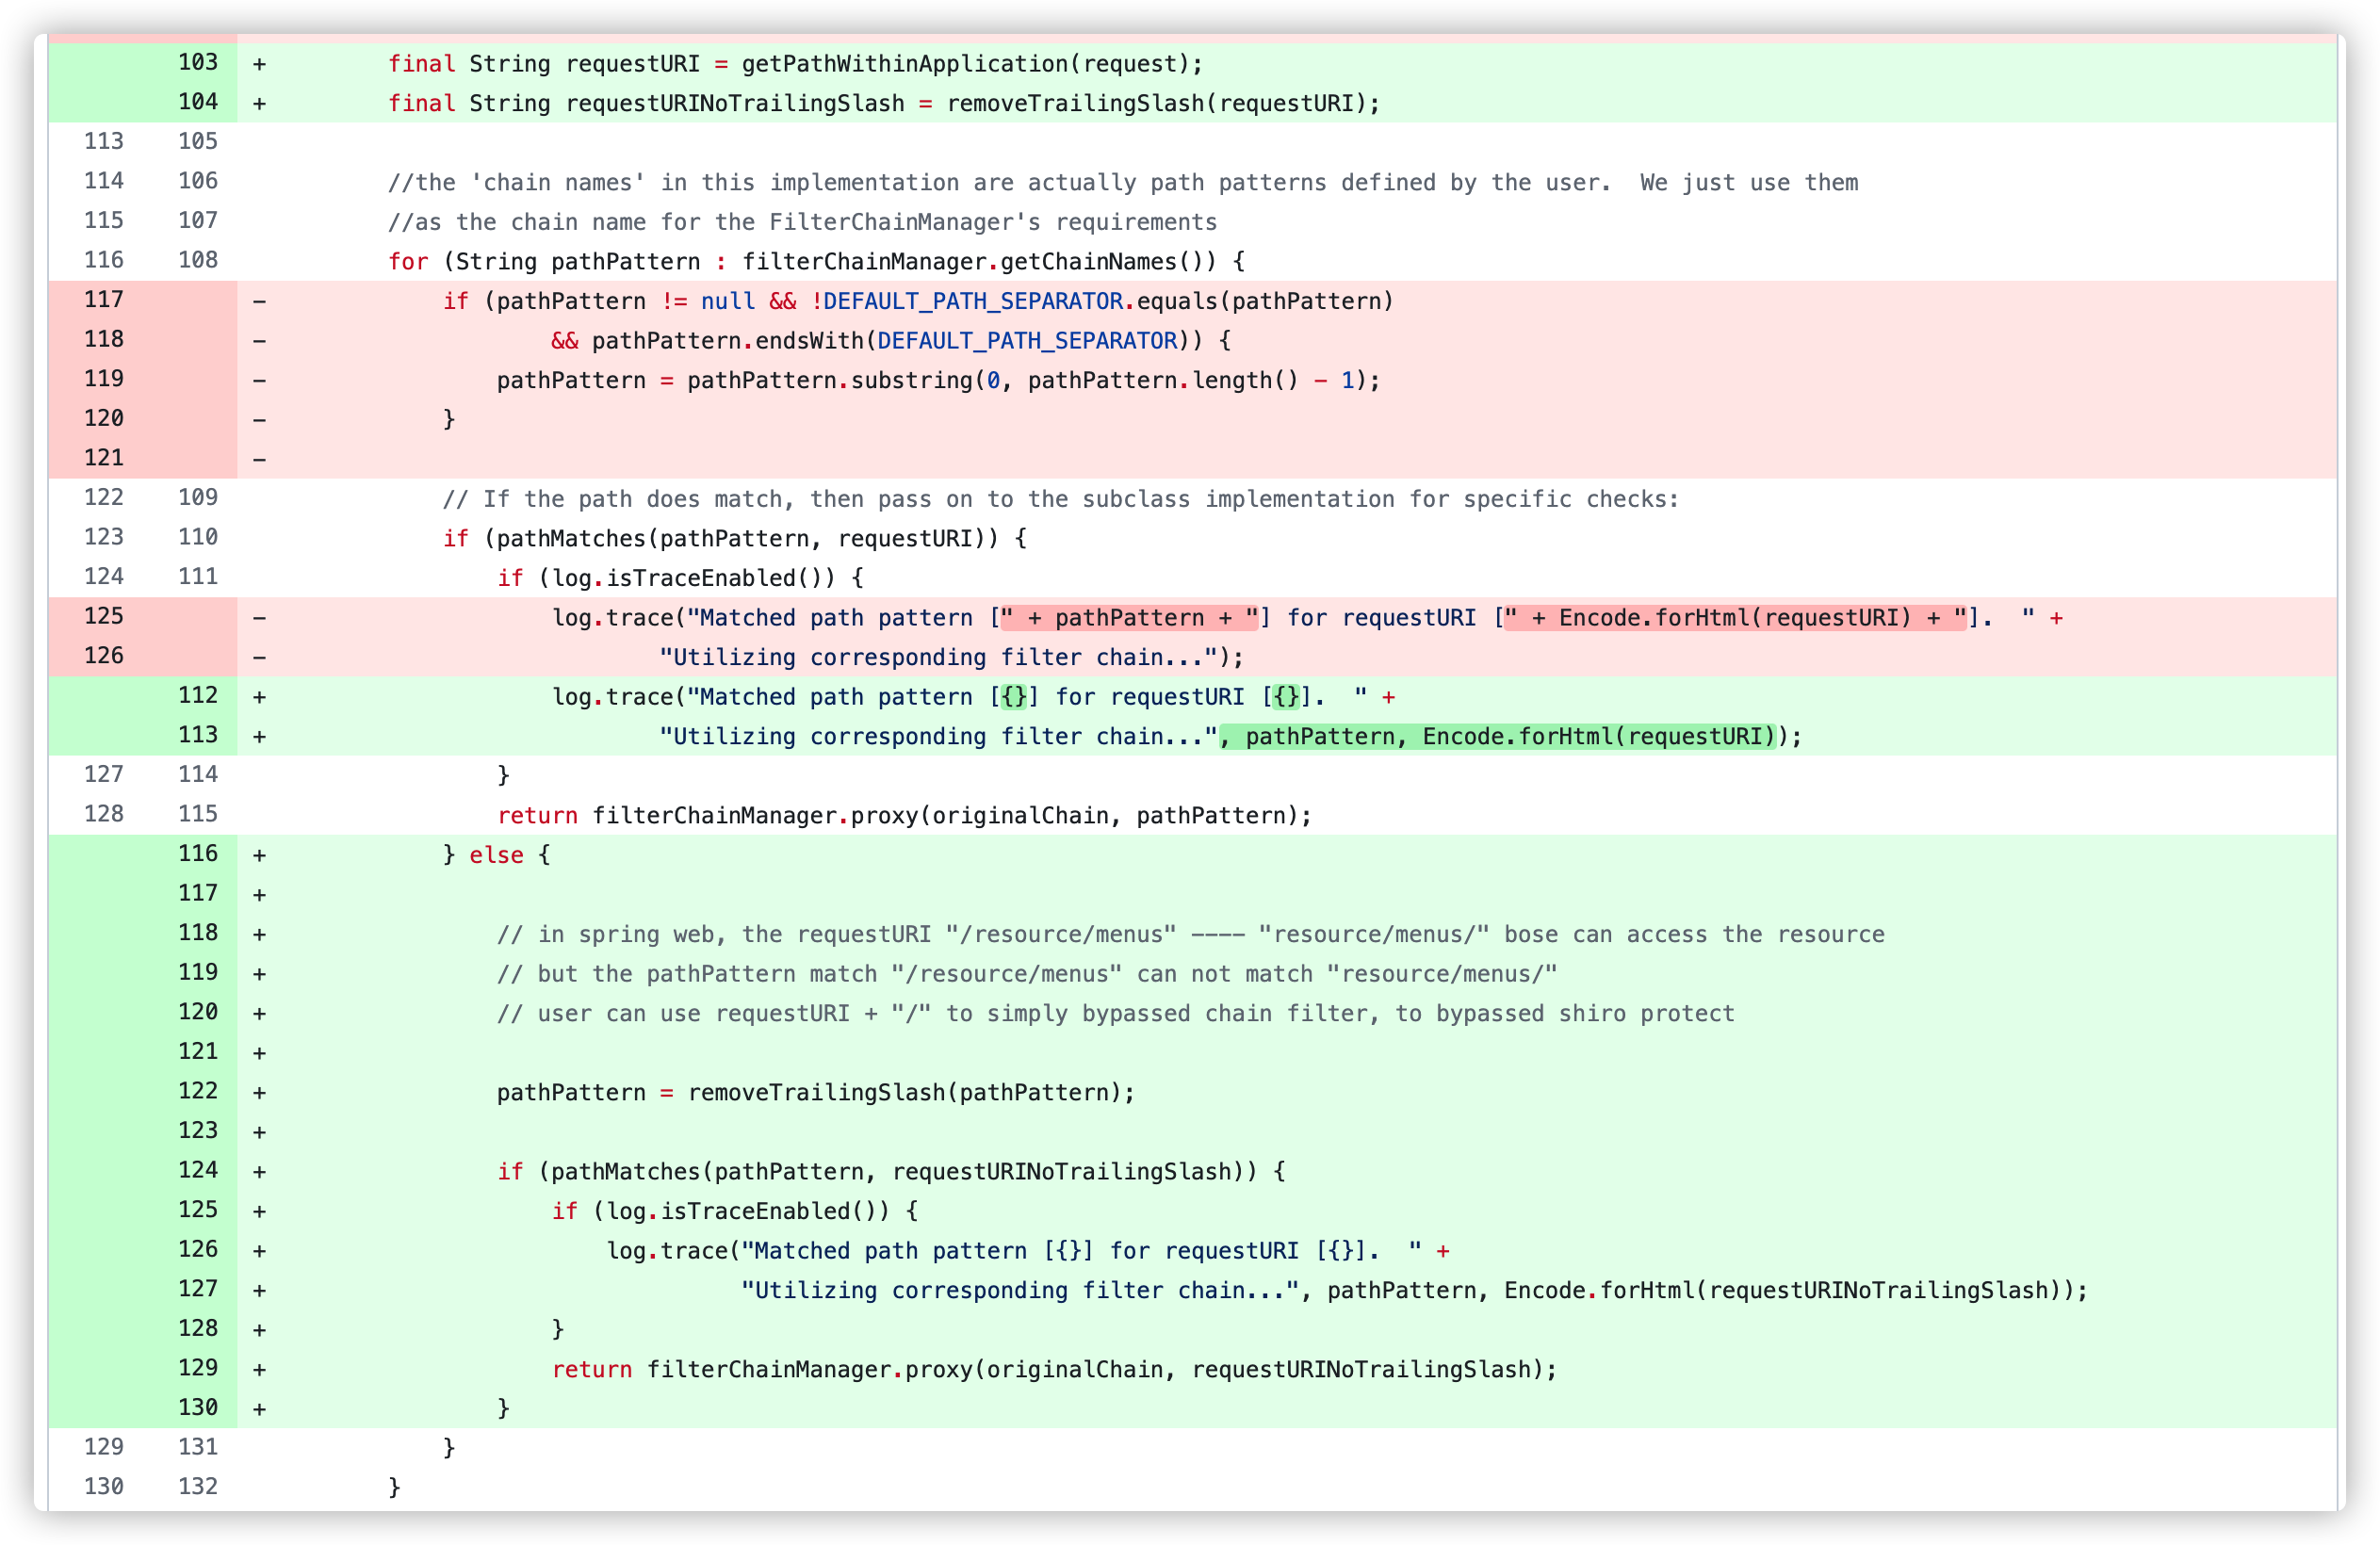 103 + final String requestURI = getPathWithinApplication(request);
104 + final String requestURINoTrailingSlash = removeTrailingSlash(requestURI);
113 105
114 106 //the 'chain names' in this implementation are actually path patterns defined by the user.  We just use them
115 107 //as the chain name for the FilterChainManager's requirements
116 108 for (String pathPattern : filterChainManager.getChainNames()) {
117 - if (pathPattern != null && !DEFAULT_PATH_SEPARATOR.equals(pathPattern)
118 - && pathPattern.endsWith(DEFAULT_PATH_SEPARATOR)) {
119 - pathPattern = pathPattern.substring(0, pathPattern.length() - 1);
120 - }
121 -
122 109 // If the path does match, then pass on to the subclass implementation for specific checks:
123 110 if (pathMatches(pathPattern, requestURI)) {
124 111 if (log.isTraceEnabled()) {
125 - log.trace("Matched path pattern [" + pathPattern + "] for requestURI [" + Encode.forHtml(requestURI) + "].  " +
126 - "Utilizing corresponding filter chain...");
112 + log.trace("Matched path pattern [{}] for requestURI [{}].  " +
113 + "Utilizing corresponding filter chain...", pathPattern, Encode.forHtml(requestURI));
127 114 }
128 115 return filterChainManager.proxy(originalChain, pathPattern);
116 + } else {
117 +
118 + // in spring web, the requestURI "/resource/menus" ---- "resource/menus/" bose can access the resource
119 + // but the pathPattern match "/resource/menus" can not match "resource/menus/"
120 + // user can use requestURI + "/" to simply bypassed chain filter, to bypassed shiro protect
121 +
122 + pathPattern = removeTrailingSlash(pathPattern);
123 +
124 + if (pathMatches(pathPattern, requestURINoTrailingSlash)) {
125 + if (log.isTraceEnabled()) {
126 + log.trace("Matched path pattern [{}] for requestURI [{}].  " +
127 + "Utilizing corresponding filter chain...", pathPattern, Encode.forHtml(requestURINoTrailingSlash));
128 + }
129 + return filterChainManager.proxy(originalChain, requestURINoTrailingSlash);
130 + }
129 131 }
130 132 }